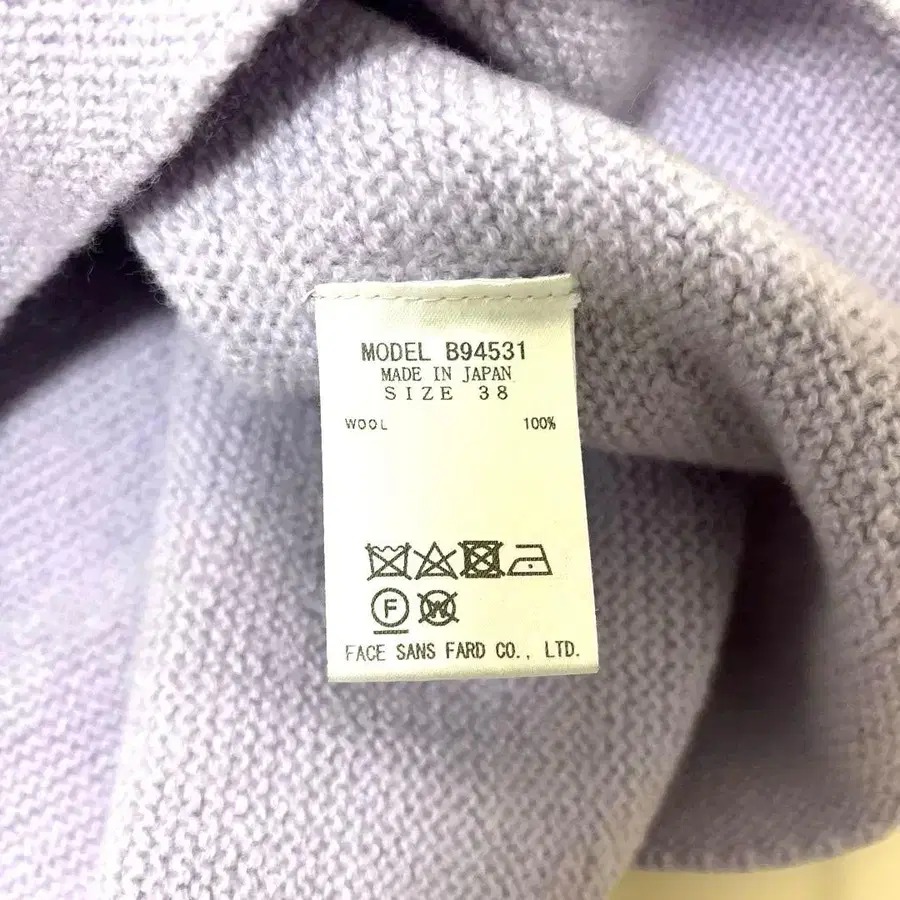 MODEL B94531
MADE IN JAPAN
SIZE 38
WOOL 100%
F W
FACE SANS FARD CO., LTD.